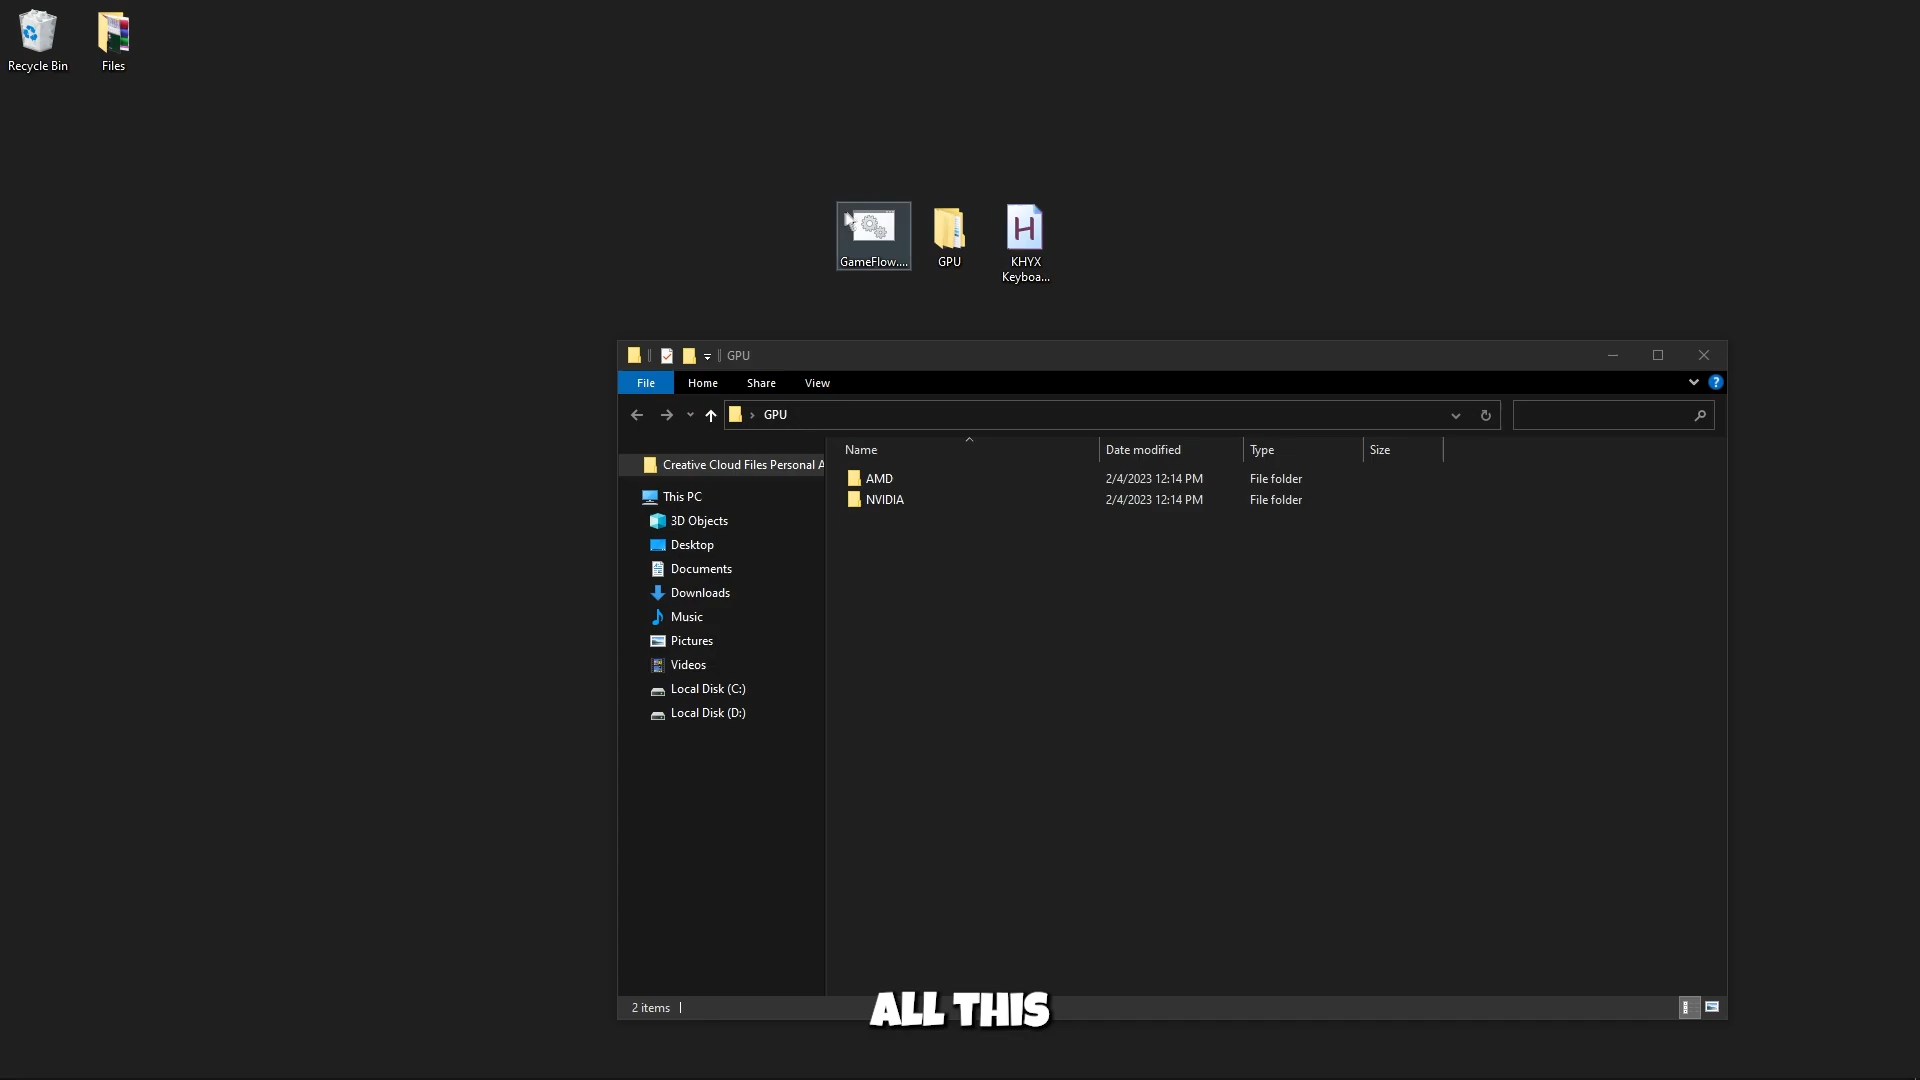 Recycle Bin
Files
GameFlow....
GPU
KHYX
Keyboa...
GPU
File
Home
Share
View
GPU
Name
Date modified
Type
Size
Creative Cloud Files Personal A
AMD
2/4/2023 12:14 PM
File folder
NVIDIA
2/4/2023 12:14 PM
File folder
This PC
3D Objects
Desktop
Documents
Downloads
Music
Pictures
Videos
Local Disk (C:)
Local Disk (D:)
2 items
ALL THIS